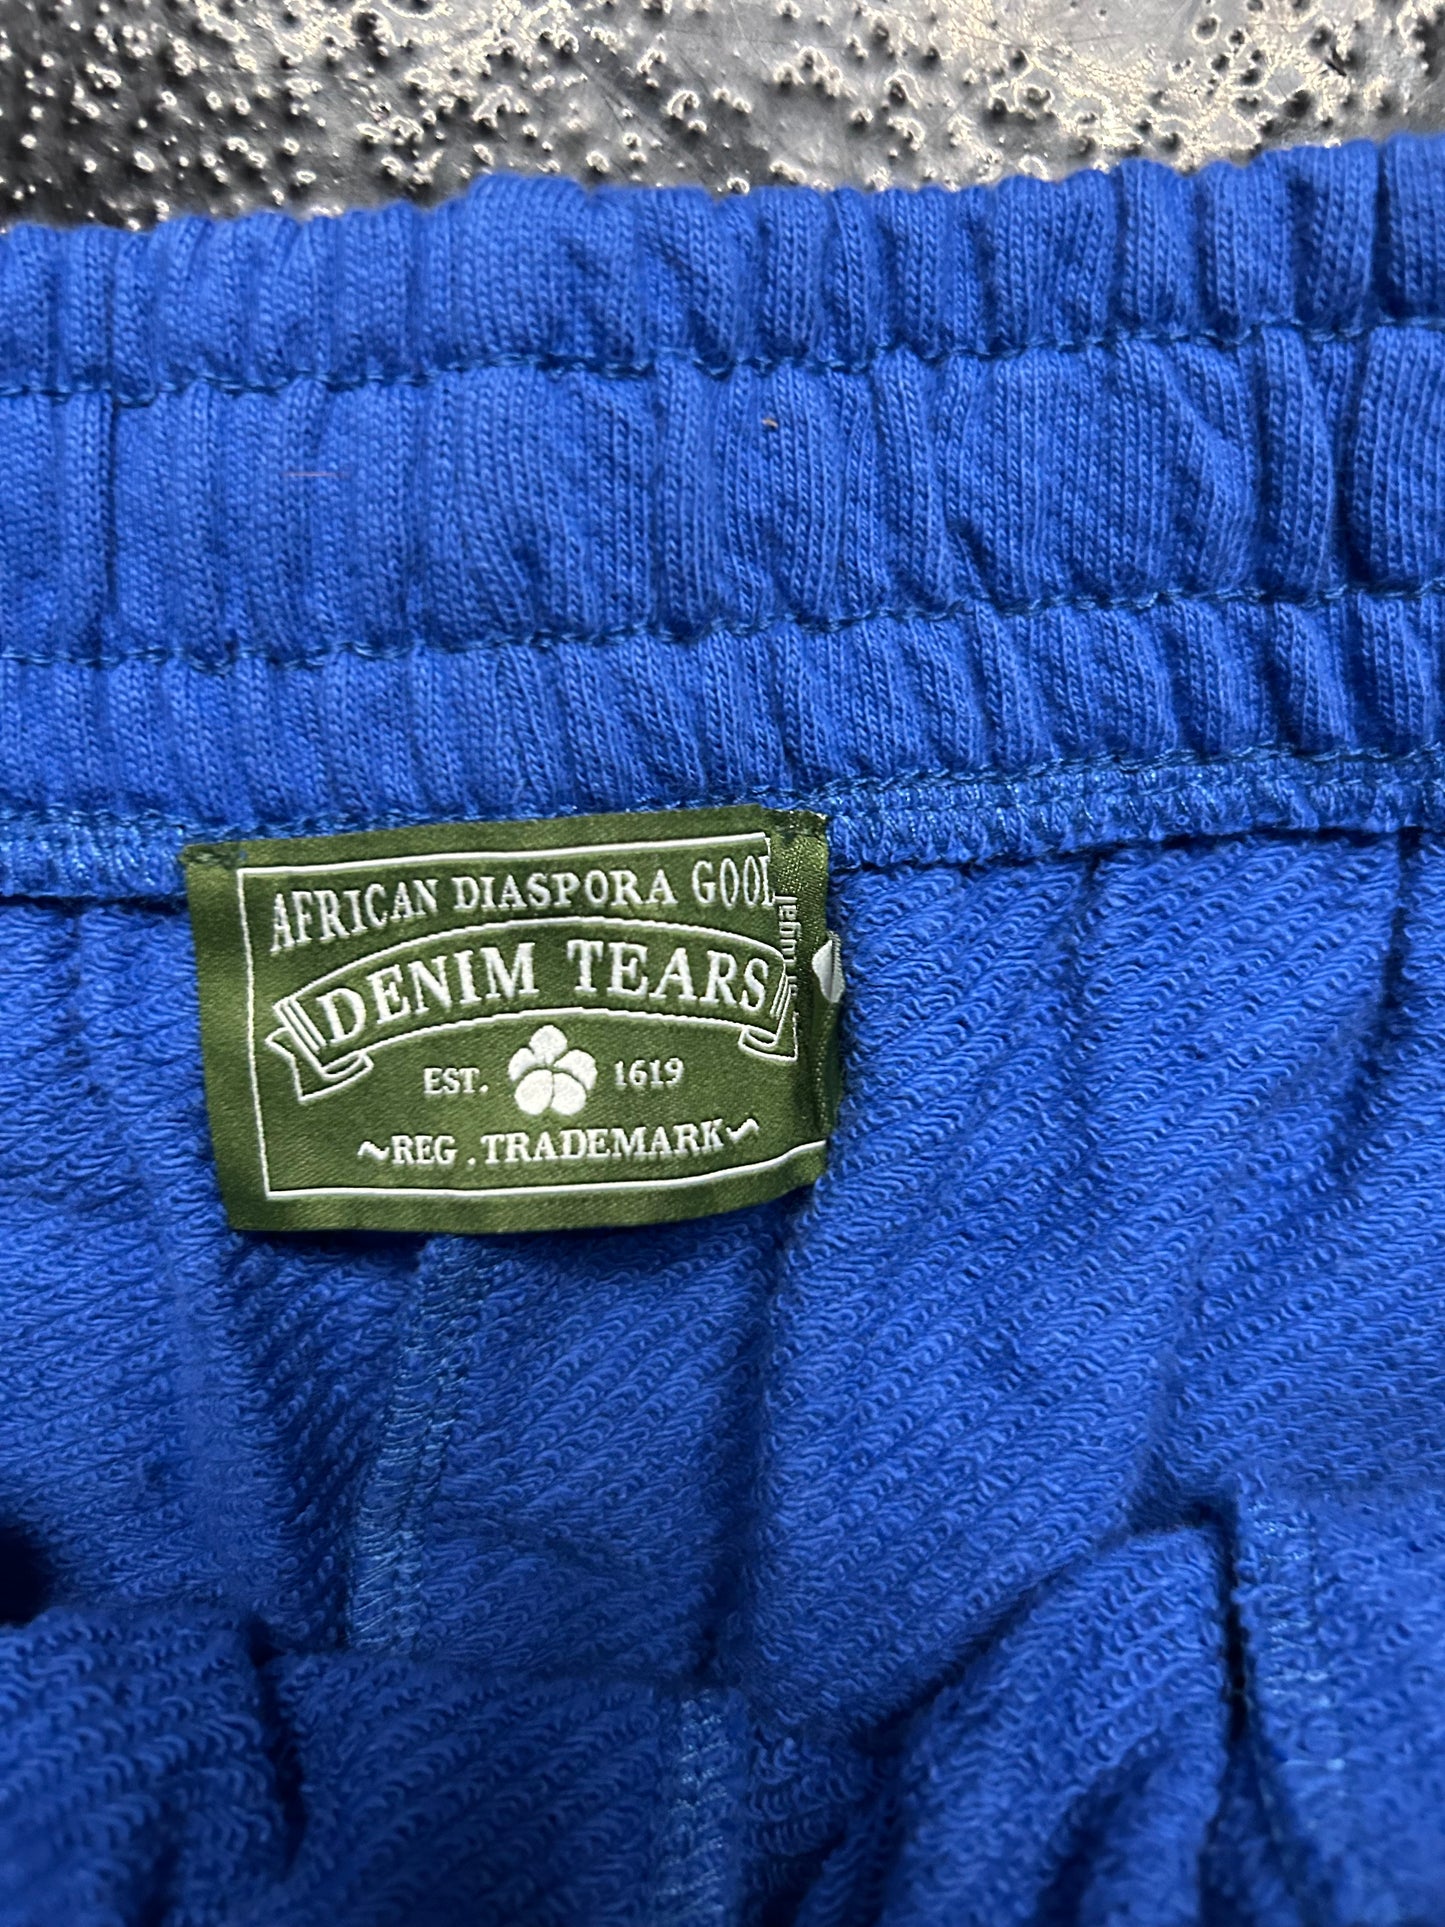 AFRICAN DIASPORA GOOD
DENIM TEARS
EST. 1619
~REG . TRADEMARK~